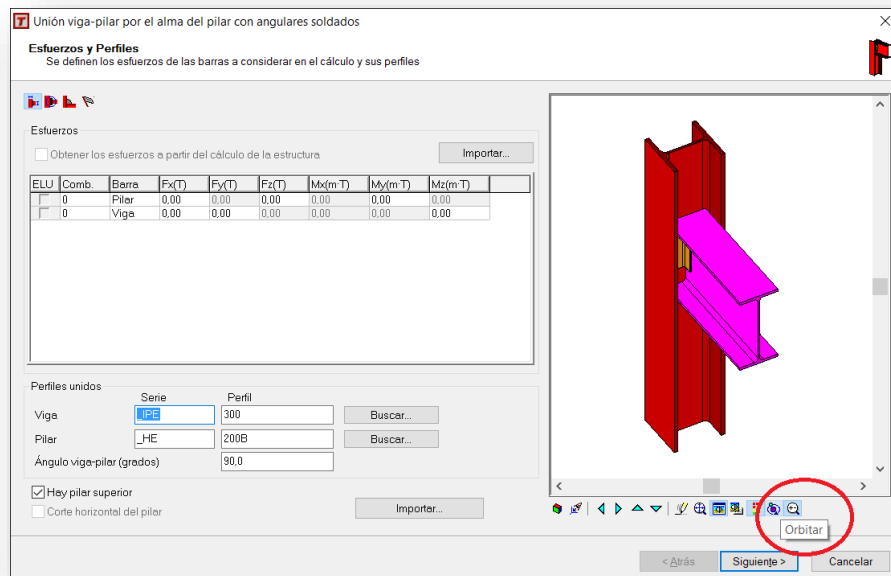 Unión viga-pilar por el alma del pilar con angulares soldados
Esfuerzos y Perfiles
Se definen los esfuerzos de las barras a considerar en el cálculo y sus perfiles
Esfuerzos
Obtener los esfuerzos a partir del cálculo de la estructura
Importar...
ELU Comb. Barra Fx(T) Fy(T) Fz(T) Mx(m·T) My(m·T) Mz(m·T)
0 Pilar 0,00 0,00 0,00 0,00 0,00 0,00
0 Viga 0,00 0,00 0,00 0,00 0,00 0,00
Perfiles unidos
Serie Perfil
Viga _IPE 300 Buscar...
Pilar _HE 200B Buscar...
Ángulo viga-pilar (grados) 90,0
Hay pilar superior
Corte horizontal del pilar
Importar...
Orbitar
< Atrás Siguiente > Cancelar